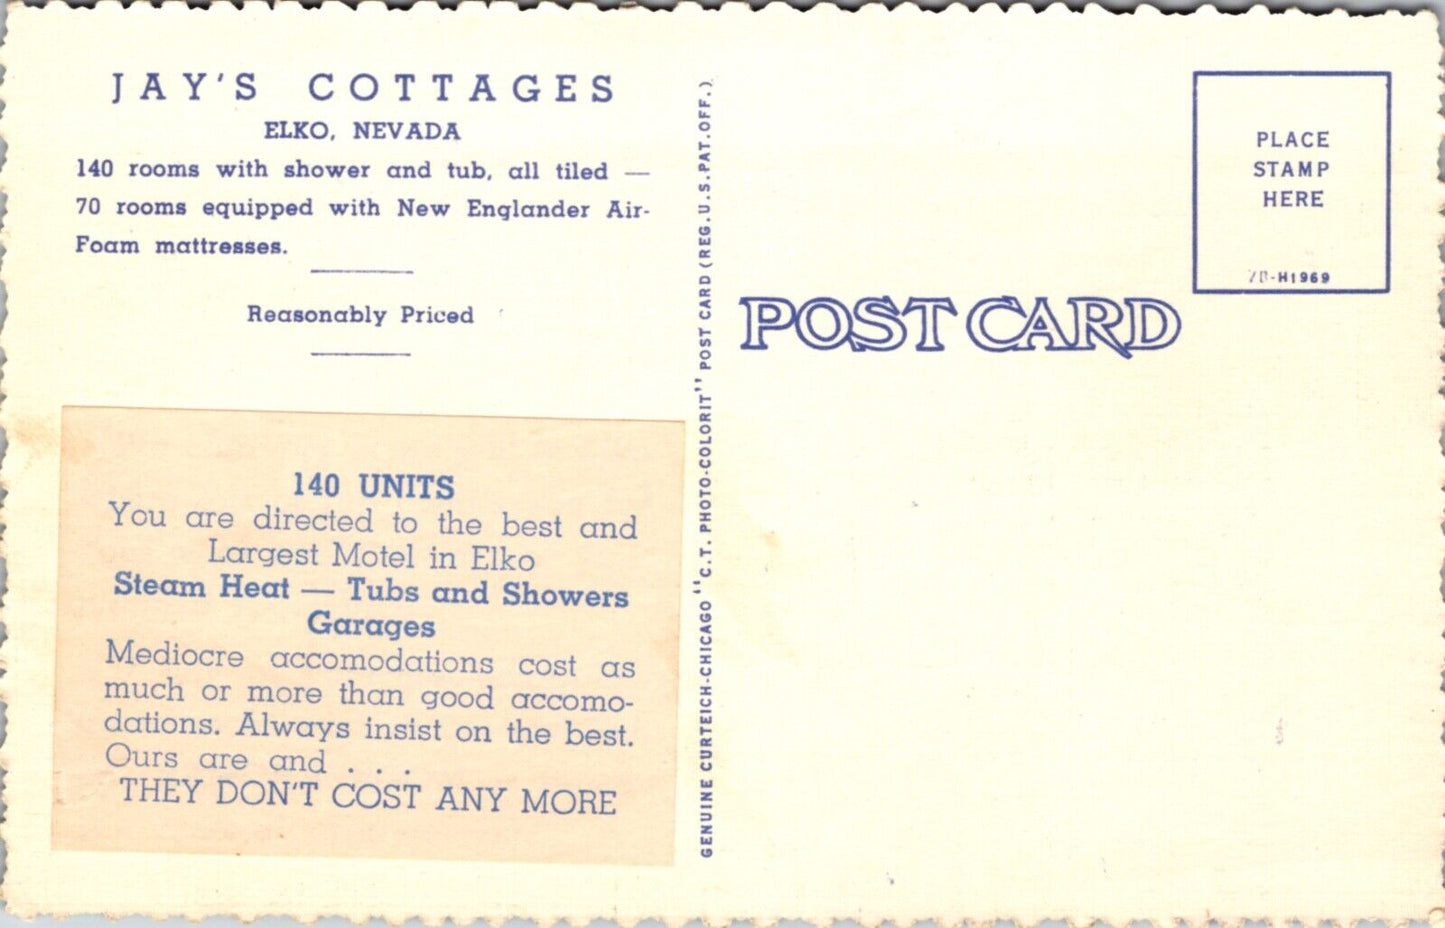 JAY'S COTTAGES
ELKO, NEVADA
140 rooms with shower and tub, all tiled —
70 rooms equipped with New Englander Air-
Foam mattresses.
Reasonably Priced
140 UNITS
You are directed to the best and
Largest Motel in Elko
Steam Heat — Tubs and Showers
Garages
Mediocre accomodations cost as
much or more than good accomo-
dations. Always insist on the best.
Ours are and . . .
THEY DON'T COST ANY MORE
GENUINE CURTEICH-CHICAGO "C.T. PHOTO-COLORIT" POST CARD (REG.U.S.PAT.OFF.)
POST CARD
PLACE
STAMP
HERE
7B-H1969